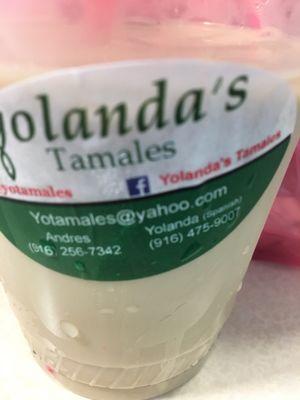 yolanda's
Tamales
yotamales f Yolanda's Tamales
Yotamales@yahoo.com
Andres Yolanda (Spanish)
(916) 256-7342 (916) 475-9007